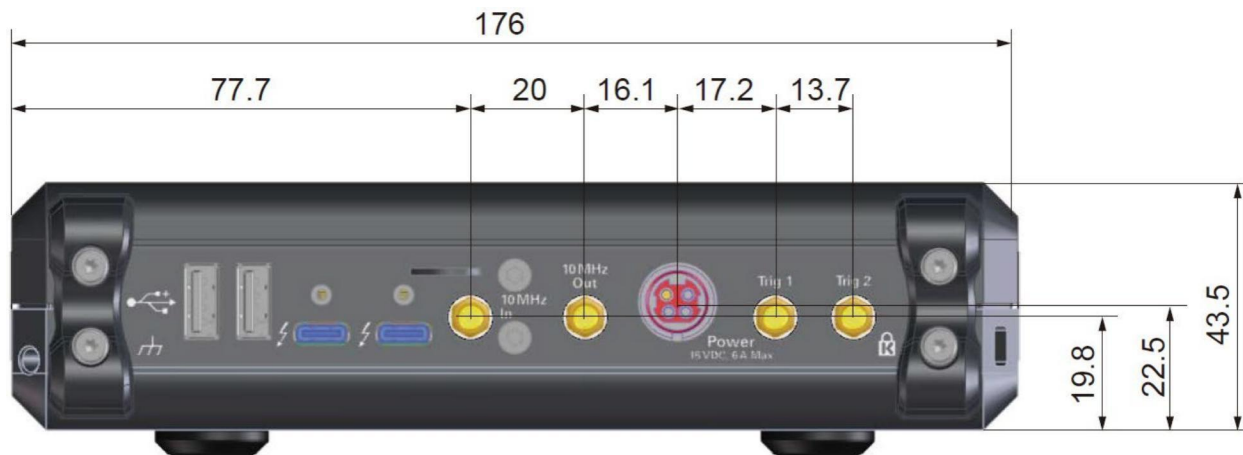 176
77.7 20 16.1 17.2 13.7
10 MHz
Out
Trig 1 Trig 2
10 MHz
In
Power
15 VDC, 6 A Max
K
19.8
22.5
43.5